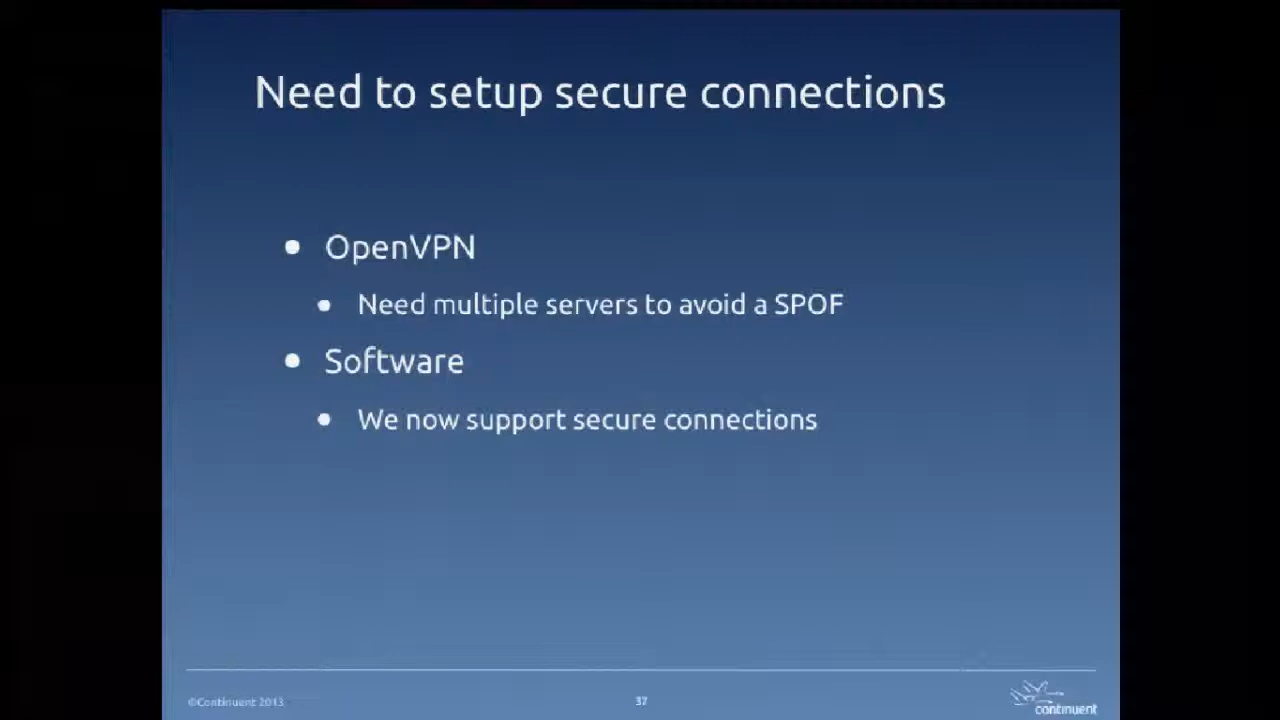 Need to setup secure connections
• OpenVPN
• Need multiple servers to avoid a SPOF
• Software
• We now support secure connections
©Continuent 2013
37
continuent